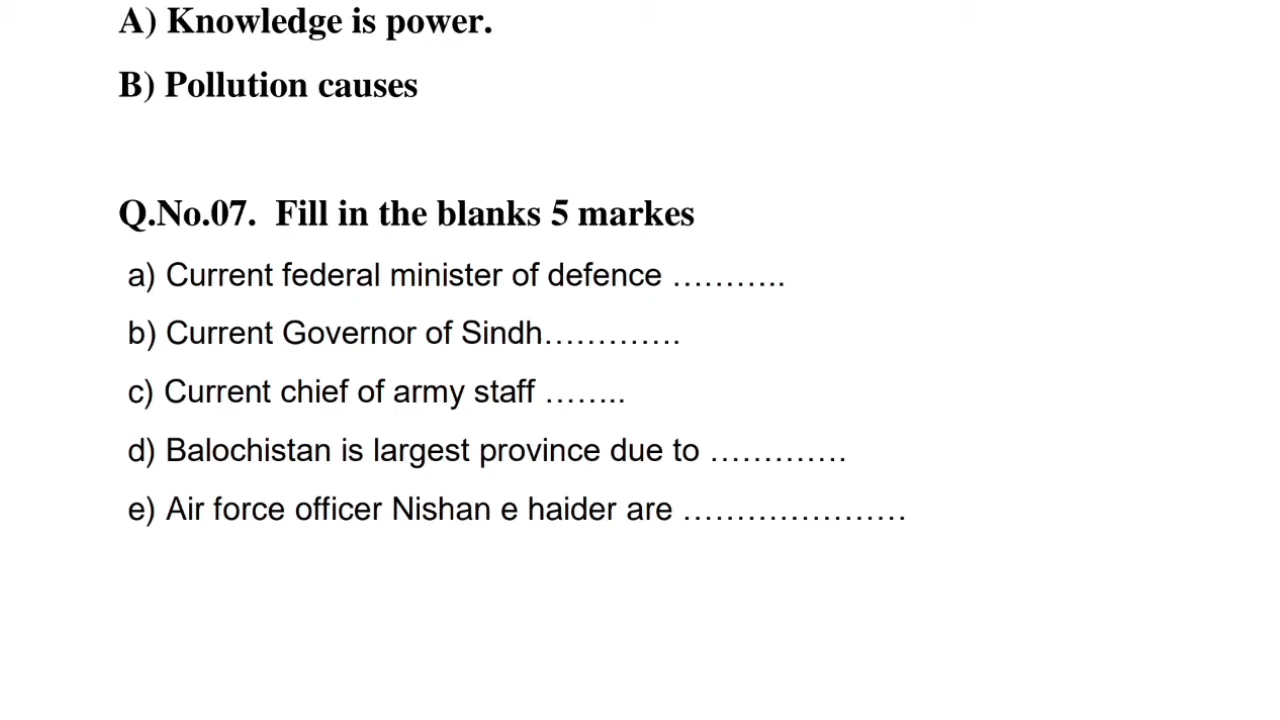 A) Knowledge is power.
B) Pollution causes
Q.No.07.  Fill in the blanks 5 markes
a) Current federal minister of defence ………..
b) Current Governor of Sindh………….
c) Current chief of army staff ……..
d) Balochistan is largest province due to ………….
e) Air force officer Nishan e haider are …………………